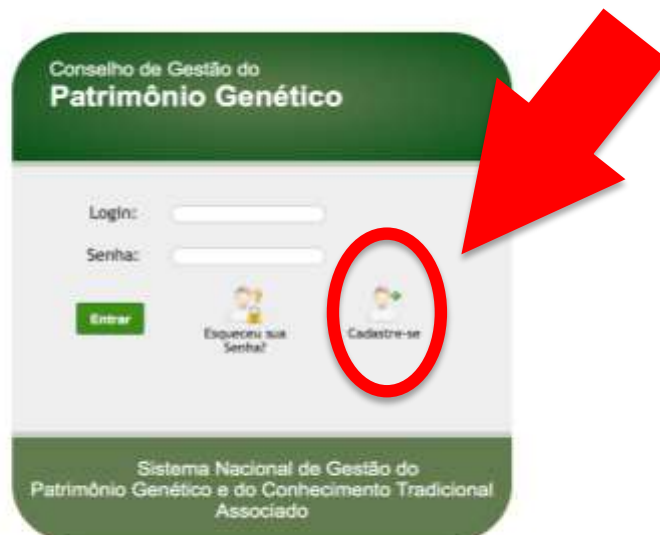 Conselho de Gestão do
Patrimônio Genético
Login:
Senha:
Entrar
Esqueceu sua
Senha?
Cadastre-se
Sistema Nacional de Gestão do
Patrimônio Genético e do Conhecimento Tradicional
Associado